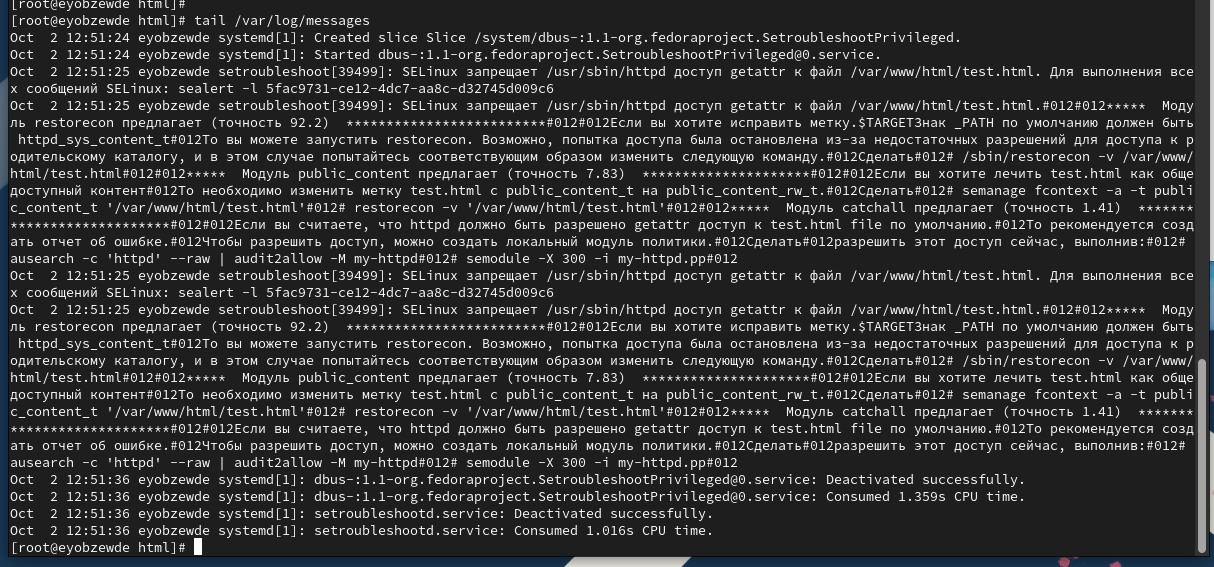 [root@eyobzewde html]#
[root@eyobzewde html]# tail /var/log/messages
Oct  2 12:51:24 eyobzewde systemd[1]: Created slice Slice /system/dbus-:1.1-org.fedoraproject.SetroubleshootPrivileged.
Oct  2 12:51:24 eyobzewde systemd[1]: Started dbus-:1.1-org.fedoraproject.SetroubleshootPrivileged@0.service.
Oct  2 12:51:25 eyobzewde setroubleshoot[39499]: SELinux запрещает /usr/sbin/httpd доступ getattr к файл /var/www/html/test.html. Для выполнения все
х сообщений SELinux: sealert -l 5fac9731-ce12-4dc7-aa8c-d32745d009c6
Oct  2 12:51:25 eyobzewde setroubleshoot[39499]: SELinux запрещает /usr/sbin/httpd доступ getattr к файл /var/www/html/test.html.#012#012*****  Моду
ль restorecon предлагает (точность 92.2)  *************************#012#012Если вы хотите исправить метку.$TARGETЗнак _PATH по умолчанию должен быть
 httpd_sys_content_t#012То вы можете запустить restorecon. Возможно, попытка доступа была остановлена из-за недостаточных разрешений для доступа к р
одительскому каталогу, и в этом случае попытайтесь соответствующим образом изменить следующую команду.#012Сделать#012# /sbin/restorecon -v /var/www/
html/test.html#012#012*****  Модуль public_content предлагает (точность 7.83)  *********************#012#012Если вы хотите лечить test.html как обще
доступный контент#012То необходимо изменить метку test.html с public_content_t на public_content_rw_t.#012Сделать#012# semanage fcontext -a -t publi
c_content_t '/var/www/html/test.html'#012# restorecon -v '/var/www/html/test.html'#012#012*****  Модуль catchall предлагает (точность 1.41)  *******
********************#012#012Если вы считаете, что httpd должно быть разрешено getattr доступ к test.html file по умолчанию.#012То рекомендуется созд
ать отчет об ошибке.#012Чтобы разрешить доступ, можно создать локальный модуль политики.#012Сделать#012разрешить этот доступ сейчас, выполнив:#012#
ausearch -c 'httpd' --raw | audit2allow -M my-httpd#012# semodule -X 300 -i my-httpd.pp#012
Oct  2 12:51:25 eyobzewde setroubleshoot[39499]: SELinux запрещает /usr/sbin/httpd доступ getattr к файл /var/www/html/test.html. Для выполнения все
х сообщений SELinux: sealert -l 5fac9731-ce12-4dc7-aa8c-d32745d009c6
Oct  2 12:51:25 eyobzewde setroubleshoot[39499]: SELinux запрещает /usr/sbin/httpd доступ getattr к файл /var/www/html/test.html.#012#012*****  Моду
ль restorecon предлагает (точность 92.2)  *************************#012#012Если вы хотите исправить метку.$TARGETЗнак _PATH по умолчанию должен быть
 httpd_sys_content_t#012То вы можете запустить restorecon. Возможно, попытка доступа была остановлена из-за недостаточных разрешений для доступа к р
одительскому каталогу, и в этом случае попытайтесь соответствующим образом изменить следующую команду.#012Сделать#012# /sbin/restorecon -v /var/www/
html/test.html#012#012*****  Модуль public_content предлагает (точность 7.83)  *********************#012#012Если вы хотите лечить test.html как обще
доступный контент#012То необходимо изменить метку test.html с public_content_t на public_content_rw_t.#012Сделать#012# semanage fcontext -a -t publi
c_content_t '/var/www/html/test.html'#012# restorecon -v '/var/www/html/test.html'#012#012*****  Модуль catchall предлагает (точность 1.41)  *******
********************#012#012Если вы считаете, что httpd должно быть разрешено getattr доступ к test.html file по умолчанию.#012То рекомендуется созд
ать отчет об ошибке.#012Чтобы разрешить доступ, можно создать локальный модуль политики.#012Сделать#012разрешить этот доступ сейчас, выполнив:#012#
ausearch -c 'httpd' --raw | audit2allow -M my-httpd#012# semodule -X 300 -i my-httpd.pp#012
Oct  2 12:51:36 eyobzewde systemd[1]: dbus-:1.1-org.fedoraproject.SetroubleshootPrivileged@0.service: Deactivated successfully.
Oct  2 12:51:36 eyobzewde systemd[1]: dbus-:1.1-org.fedoraproject.SetroubleshootPrivileged@0.service: Consumed 1.359s CPU time.
Oct  2 12:51:36 eyobzewde systemd[1]: setroubleshootd.service: Deactivated successfully.
Oct  2 12:51:36 eyobzewde systemd[1]: setroubleshootd.service: Consumed 1.016s CPU time.
[root@eyobzewde html]#